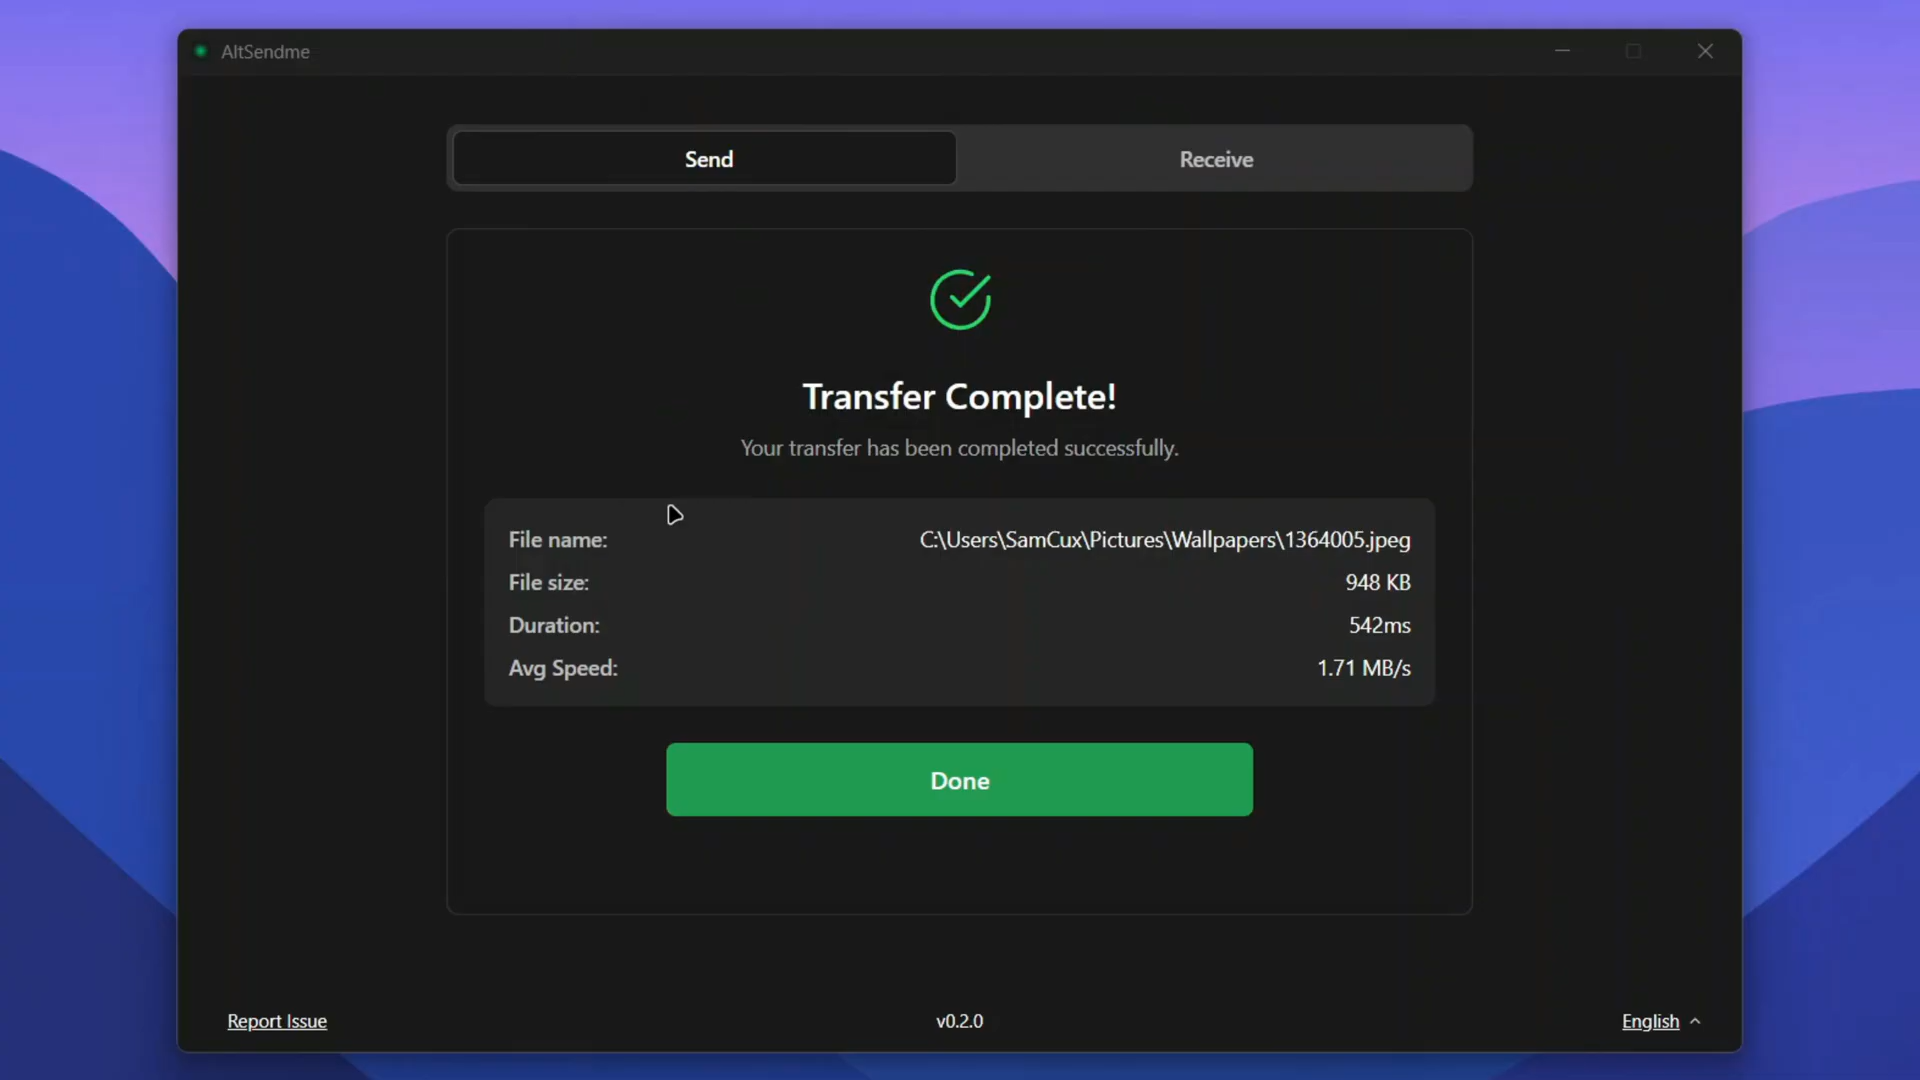 AltSendme
Send
Receive
Transfer Complete!
Your transfer has been completed successfully.
File name: C:\Users\SamCux\Pictures\Wallpapers\1364005.jpeg
File size: 948 KB
Duration: 542ms
Avg Speed: 1.71 MB/s
Done
Report Issue
v0.2.0
English